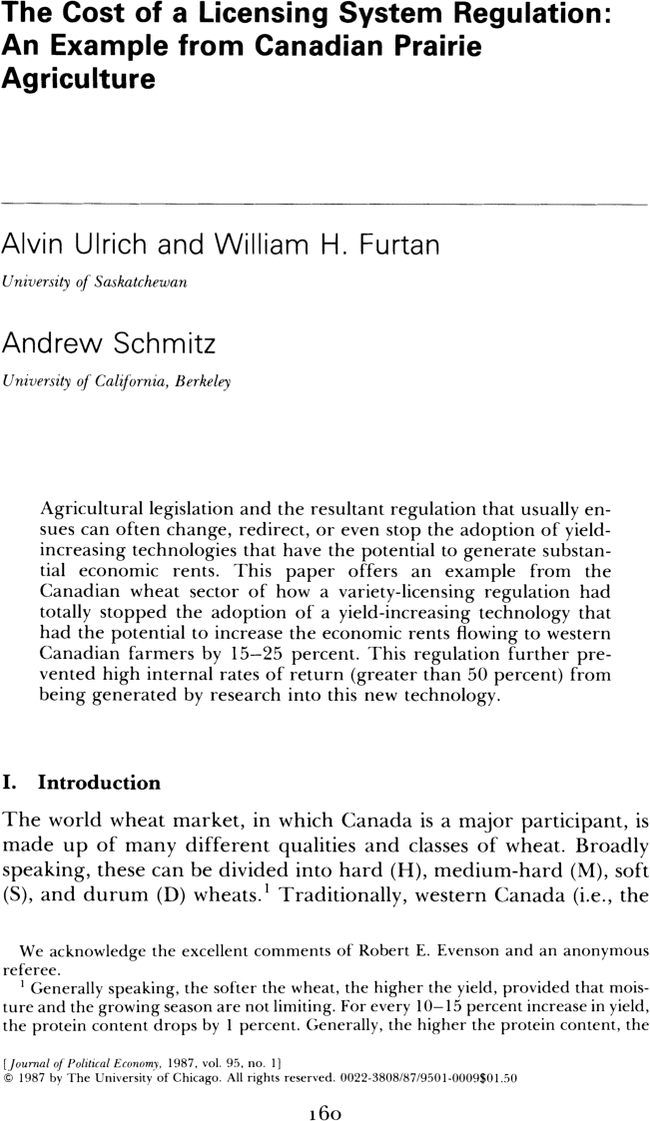 The Cost of a Licensing System Regulation:
An Example from Canadian Prairie
Agriculture
Alvin Ulrich and William H. Furtan
University of Saskatchewan
Andrew Schmitz
University of California, Berkeley
Agricultural legislation and the resultant regulation that usually en-
sues can often change, redirect, or even stop the adoption of yield-
increasing technologies that have the potential to generate substan-
tial economic rents. This paper offers an example from the
Canadian wheat sector of how a variety-licensing regulation had
totally stopped the adoption of a yield-increasing technology that
had the potential to increase the economic rents flowing to western
Canadian farmers by 15–25 percent. This regulation further pre-
vented high internal rates of return (greater than 50 percent) from
being generated by research into this new technology.
I. Introduction
The world wheat market, in which Canada is a major participant, is
made up of many different qualities and classes of wheat. Broadly
speaking, these can be divided into hard (H), medium-hard (M), soft
(S), and durum (D) wheats.¹ Traditionally, western Canada (i.e., the
We acknowledge the excellent comments of Robert E. Evenson and an anonymous
referee.
¹ Generally speaking, the softer the wheat, the higher the yield, provided that mois-
ture and the growing season are not limiting. For every 10–15 percent increase in yield,
the protein content drops by 1 percent. Generally, the higher the protein content, the
[Journal of Political Economy, 1987, vol. 95, no. 1]
© 1987 by The University of Chicago. All rights reserved. 0022-3808/87/9501-0009$01.50
160